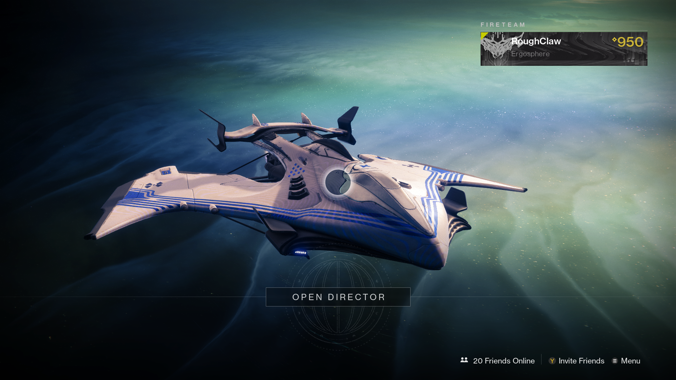 FIRETEAM
RoughClaw
950
Ergosphere
OPEN DIRECTOR
20 Friends Online
Y Invite Friends
Menu